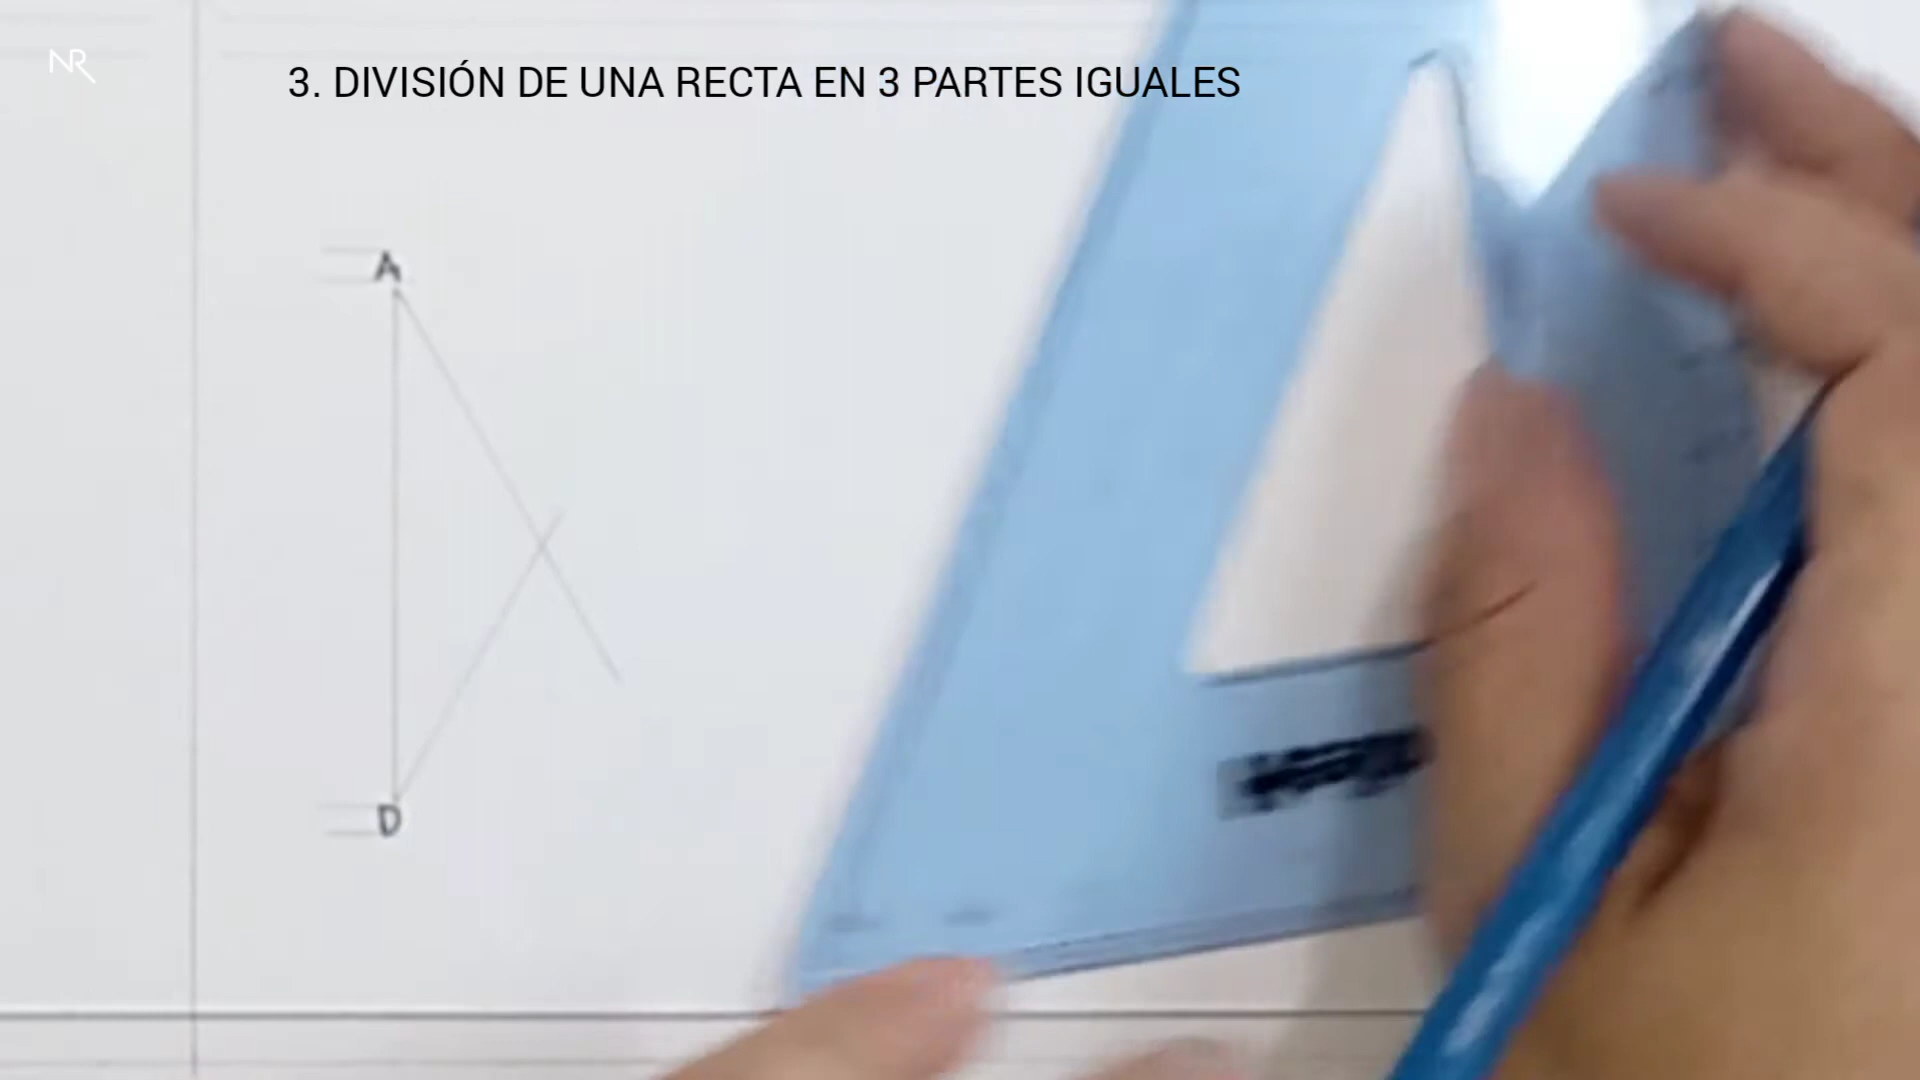 NR
3. DIVISIÓN DE UNA RECTA EN 3 PARTES IGUALES
A
D